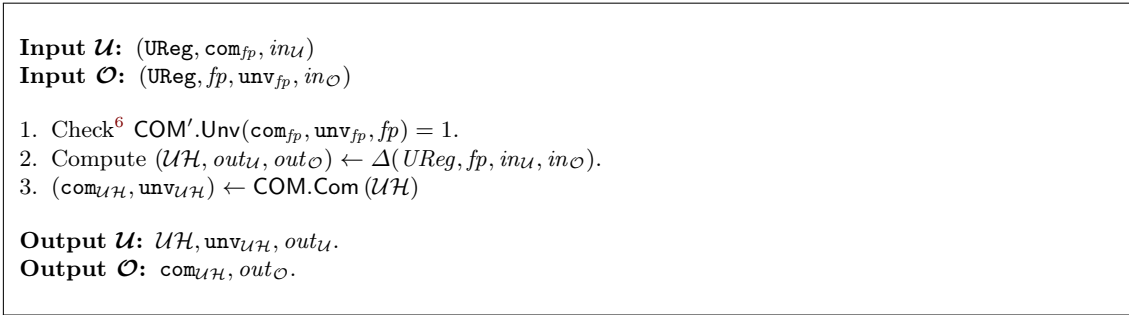 Input 𝓤: (UReg, com_fp, in_𝒰)
Input 𝓞: (UReg, fp, unv_fp, in_𝒪)
1. Check⁶ COM′.Unv(com_fp, unv_fp, fp) = 1.
2. Compute (𝒰ℋ, out_𝒰, out_𝒪) ← Δ(UReg, fp, in_𝒰, in_𝒪).
3. (com_𝒰ℋ, unv_𝒰ℋ) ← COM.Com (𝒰ℋ)
Output 𝓤: 𝒰ℋ, unv_𝒰ℋ, out_𝒰.
Output 𝓞: com_𝒰ℋ, out_𝒪.